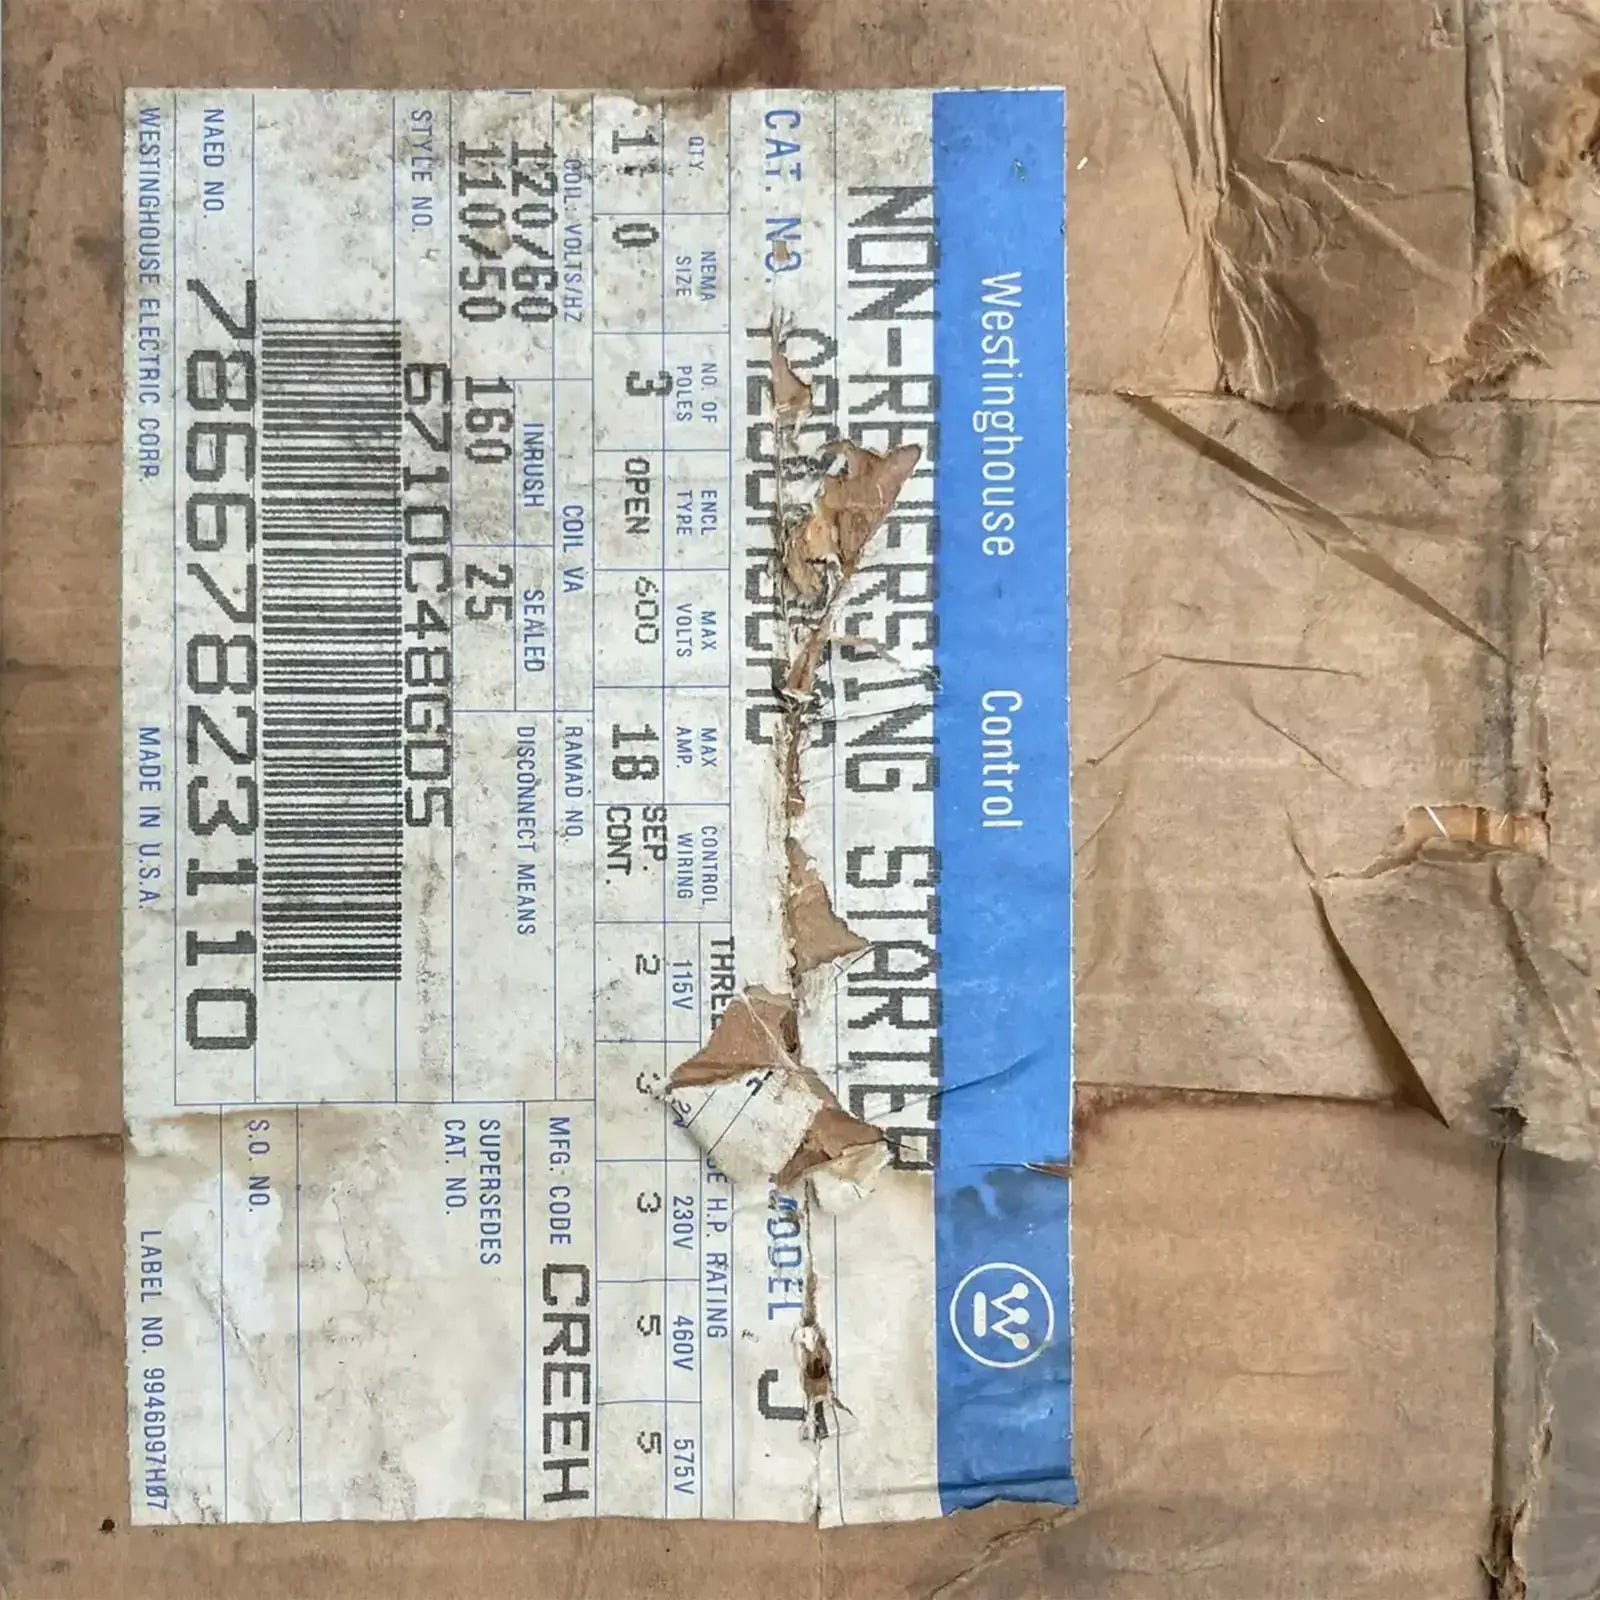 Westinghouse Control
NON-REVERSING STARTER
CAT. NO.
MODEL J
QTY. NEMA SIZE NO. OF POLES ENCL TYPE MAX VOLTS MAX AMP. CONTROL WIRING
H.P. RATING
115V 230V 460V 575V
1 0 3 OPEN 600 18 SEP. CONT. 2 3 3 5 5
COIL: VOLTS/HZ COIL VA RAMAD NO. MFG. CODE CREEH
120/60 INRUSH SEALED DISCONNECT MEANS
110/50 160 25
SUPERSEDES
CAT. NO.
STYLE NO. 6710C48G05
S.O. NO.
NAED NO. 78667823110
WESTINGHOUSE ELECTRIC CORP. MADE IN U.S.A. LABEL NO. 9946D97H07